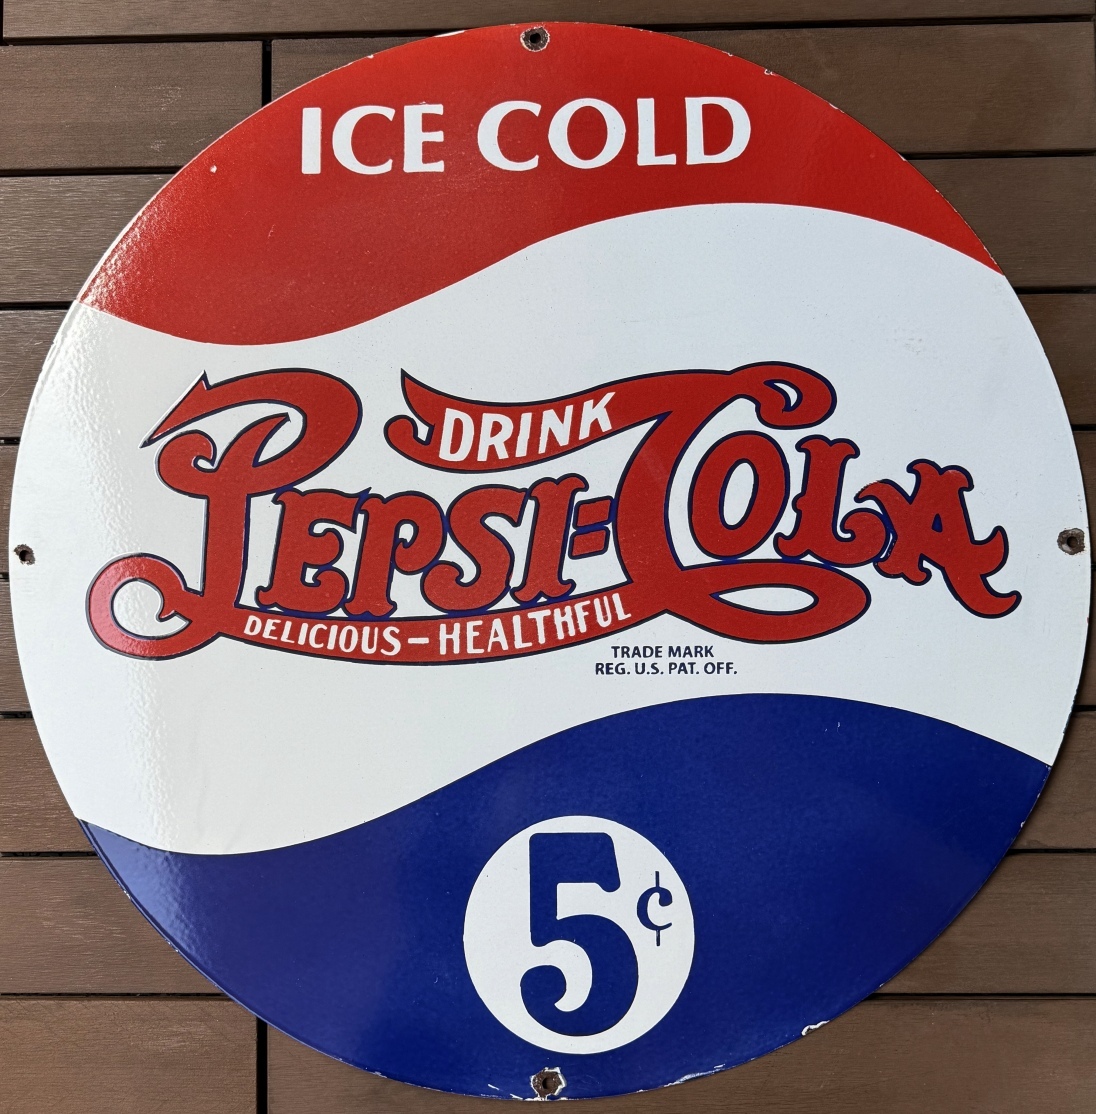 ICE COLD
DRINK
PEPSI=COLA
DELICIOUS-HEALTHFUL
TRADE MARK
REG. U.S. PAT. OFF.
5¢